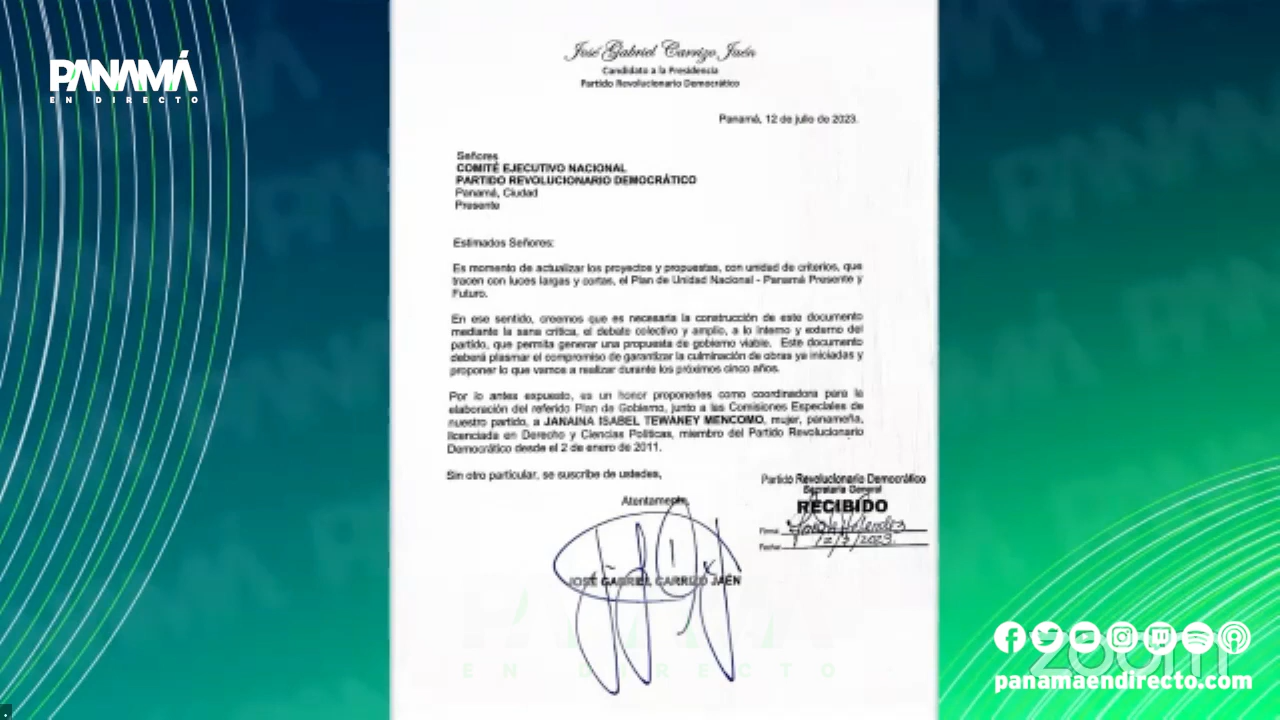 PANAMÁ
EN DIRECTO
José Gabriel Carrizo Jaén
Candidato a la Presidencia
Partido Revolucionario Democrático
Panamá, 12 de julio de 2023.
Señores
COMITÉ EJECUTIVO NACIONAL
PARTIDO REVOLUCIONARIO DEMOCRÁTICO
Panamá, Ciudad
Presente
Estimados Señores:
Es momento de actualizar los proyectos y propuestas, con unidad de criterios, que
tracen con luces largas y cortas, el Plan de Unidad Nacional - Panamá Presente y
Futuro.
En ese sentido, creemos que es necesaria la construcción de este documento
mediante la sana crítica, el debate colectivo y amplio, a lo interno y externo del
partido, que permita generar una propuesta de gobierno viable. Este documento
deberá plasmar el compromiso de garantizar la culminación de obras ya iniciadas y
proponer lo que vamos a realizar durante los próximos cinco años.
Por lo antes expuesto, es un honor proponerles como coordinadora para la
elaboración del referido Plan de Gobierno, junto a las Comisiones Especiales de
nuestro partido, a JANAINA ISABEL TEWANEY MENCOMO, mujer, panameña,
licenciada en Derecho y Ciencias Políticas, miembro del Partido Revolucionario
Democrático desde el 2 de enero de 2011.
Sin otro particular, se suscribe de ustedes,
Atentamente,
JOSÉ GABRIEL CARRIZO JAÉN
Partido Revolucionario Democrático
Secretaría General
RECIBIDO
Firma:
Fecha: 12/7/2023.
EN DIRECTO
zoom
panamaendirecto.com